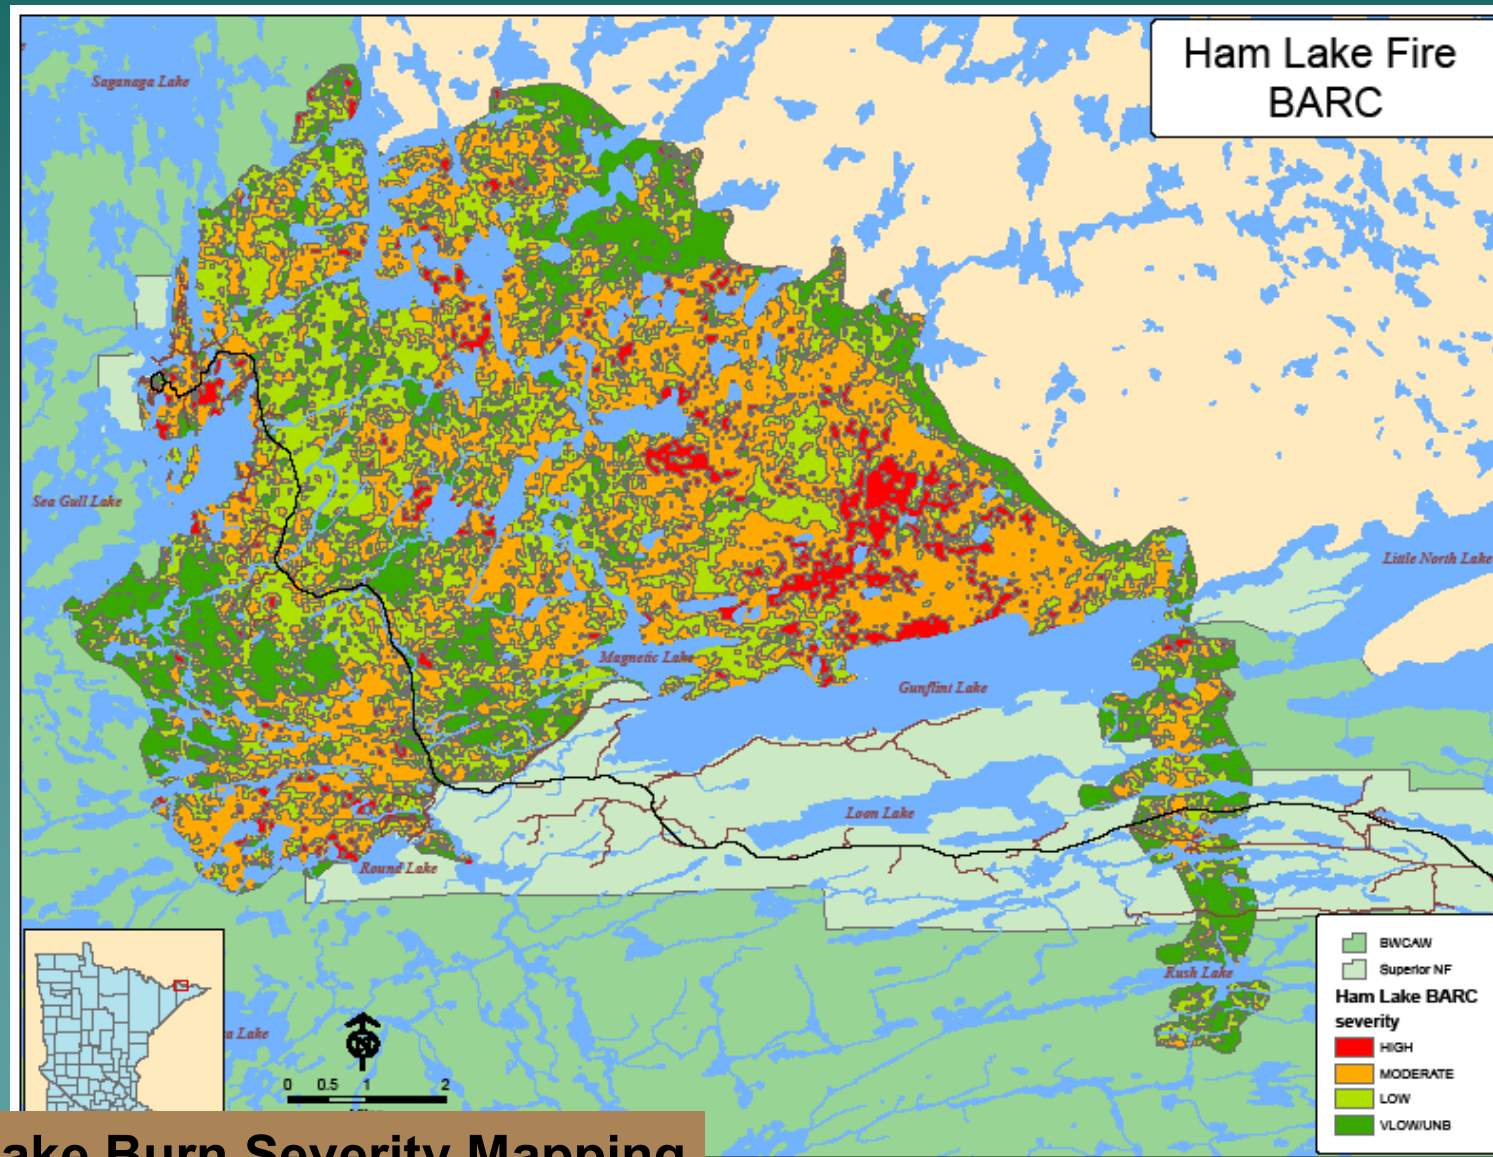 Ham Lake Fire
BARC
Saganaga Lake
Sea Gull Lake
Little North Lake
Magnetic Lake
Gunflint Lake
Loon Lake
Round Lake
Rush Lake
Lake
N
0 0.5 1 2
BWCAW
Superior NF
Ham Lake BARC
severity
HIGH
MODERATE
LOW
VLOW/UNB
Burn Severity Mapping